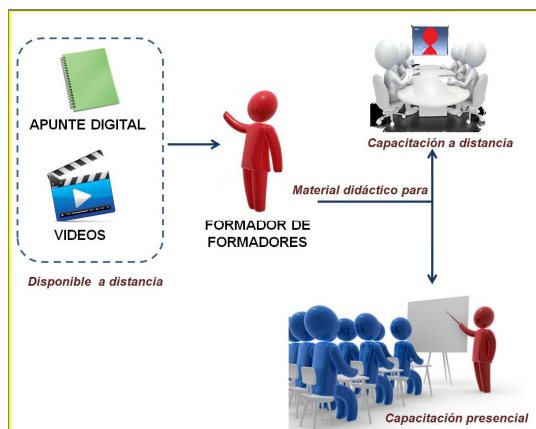 APUNTE DIGITAL
VIDEOS
Disponible a distancia
FORMADOR DE
FORMADORES
Material didáctico para
Capacitación a distancia
Capacitación presencial